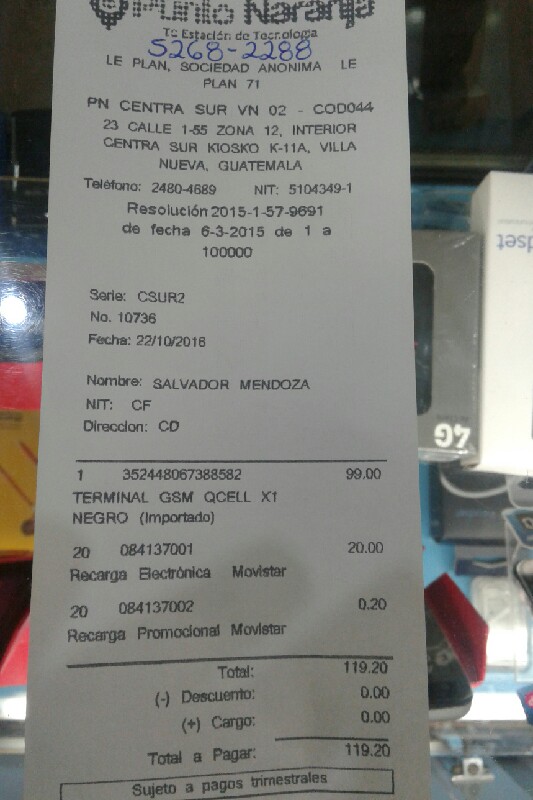 Punto Naranja
Tu Estación de Tecnología
5268-2288
LE PLAN, SOCIEDAD ANONIMA LE
PLAN 71
PN CENTRA SUR VN 02 - COD044
23 CALLE 1-55 ZONA 12, INTERIOR
CENTRA SUR KIOSKO K-11A, VILLA
NUEVA, GUATEMALA
Teléfono: 2480-4689 NIT: 5104349-1
Resolución 2015-1-57-9691
de fecha 6-3-2015 de 1 a
100000
Serie: CSUR2
No. 10736
Fecha: 22/10/2016
Nombre: SALVADOR MENDOZA
NIT: CF
Direccion: CD
1 352448067388582 99.00
TERMINAL GSM QCELL X1
NEGRO (Importado)
20 084137001 20.00
Recarga Electrónica Movistar
20 084137002 0.20
Recarga Promocional Movistar
Total: 119.20
(-) Descuento: 0.00
(+) Cargo: 0.00
Total a Pagar: 119.20
Sujeto a pagos trimestrales
4G